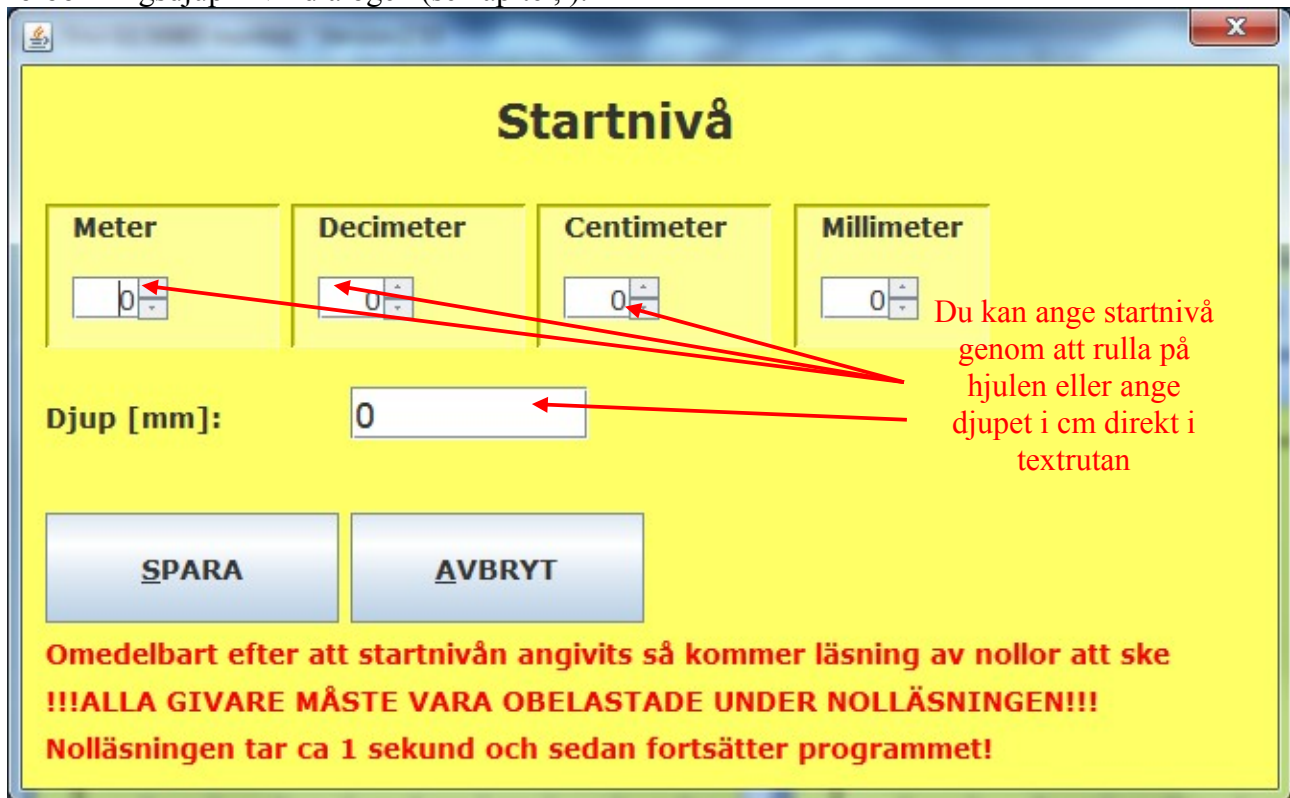 Startnivå
Meter Decimeter Centimeter Millimeter
0 0 0 0
Du kan ange startnivå
genom att rulla på
hjulen eller ange
djupet i cm direkt i
textrutan
Djup [mm]: 0
SPARA AVBRYT
Omedelbart efter att startnivån angivits så kommer läsning av nollor att ske
!!!ALLA GIVARE MÅSTE VARA OBELASTADE UNDER NOLLÄSNINGEN!!!
Nolläsningen tar ca 1 sekund och sedan fortsätter programmet!